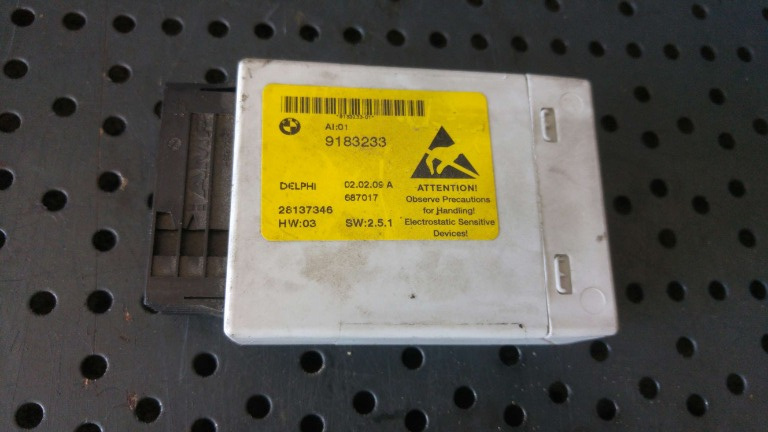 AI:01
9183233
DELPHI 02.02.09 A
687017
28137346
HW:03 SW:2.5.1
ATTENTION!
Observe Precautions
for Handling!
Electrostatic Sensitive
Devices!